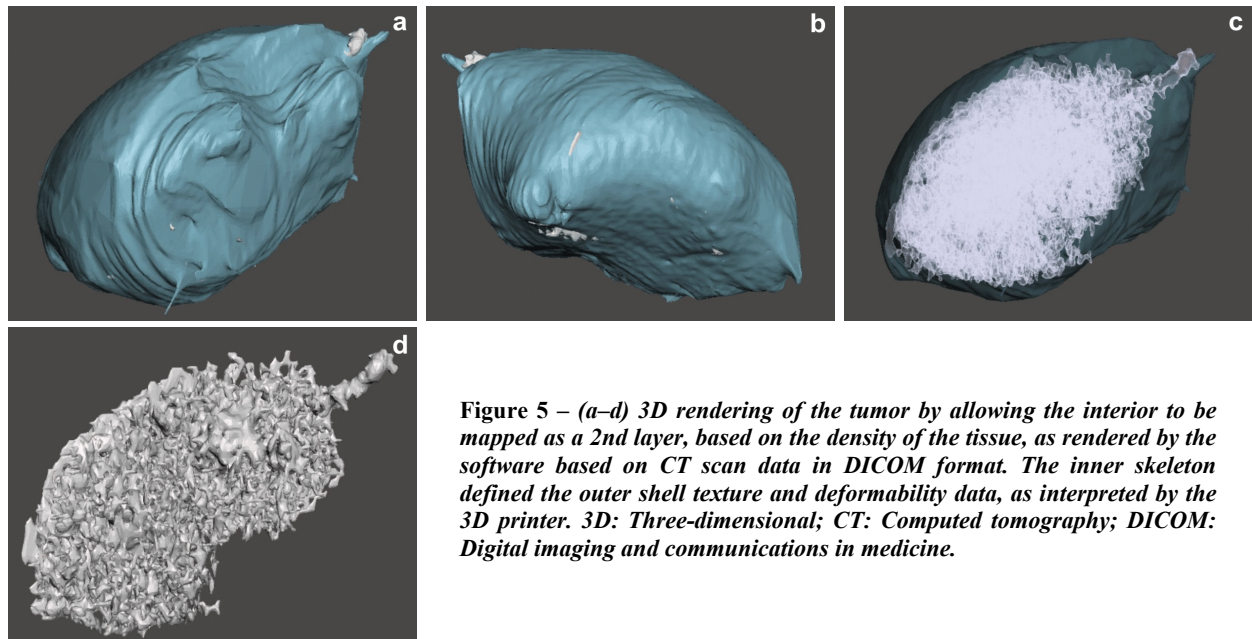 a
b
c
d
Figure 5 – (a–d) 3D rendering of the tumor by allowing the interior to be
mapped as a 2nd layer, based on the density of the tissue, as rendered by the
software based on CT scan data in DICOM format. The inner skeleton
defined the outer shell texture and deformability data, as interpreted by the
3D printer. 3D: Three-dimensional; CT: Computed tomography; DICOM:
Digital imaging and communications in medicine.